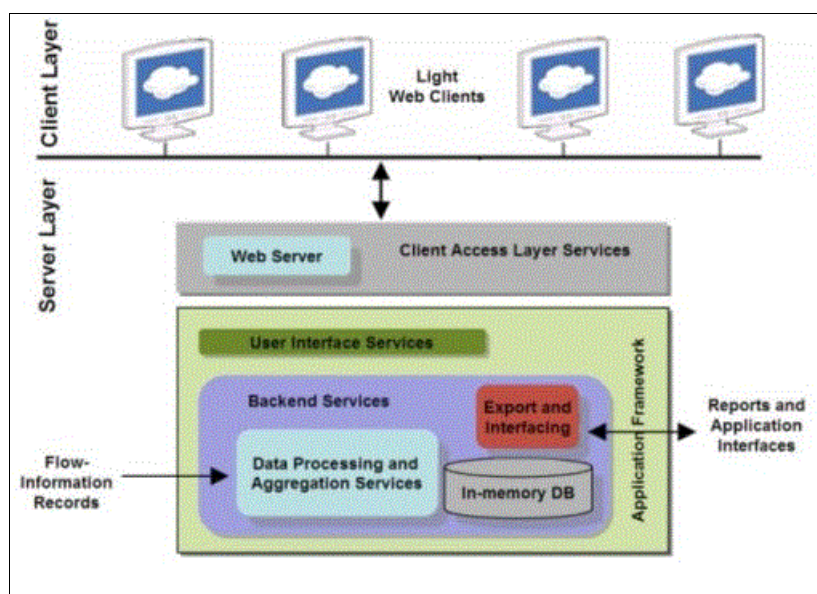 Client Layer
Light
Web Clients
Server Layer
Web Server
Client Access Layer Services
User Interface Services
Application Framework
Backend Services
Export and
Interfacing
Reports and
Application
Interfaces
Flow-
Information
Records
Data Processing and
Aggregation Services
In-memory DB